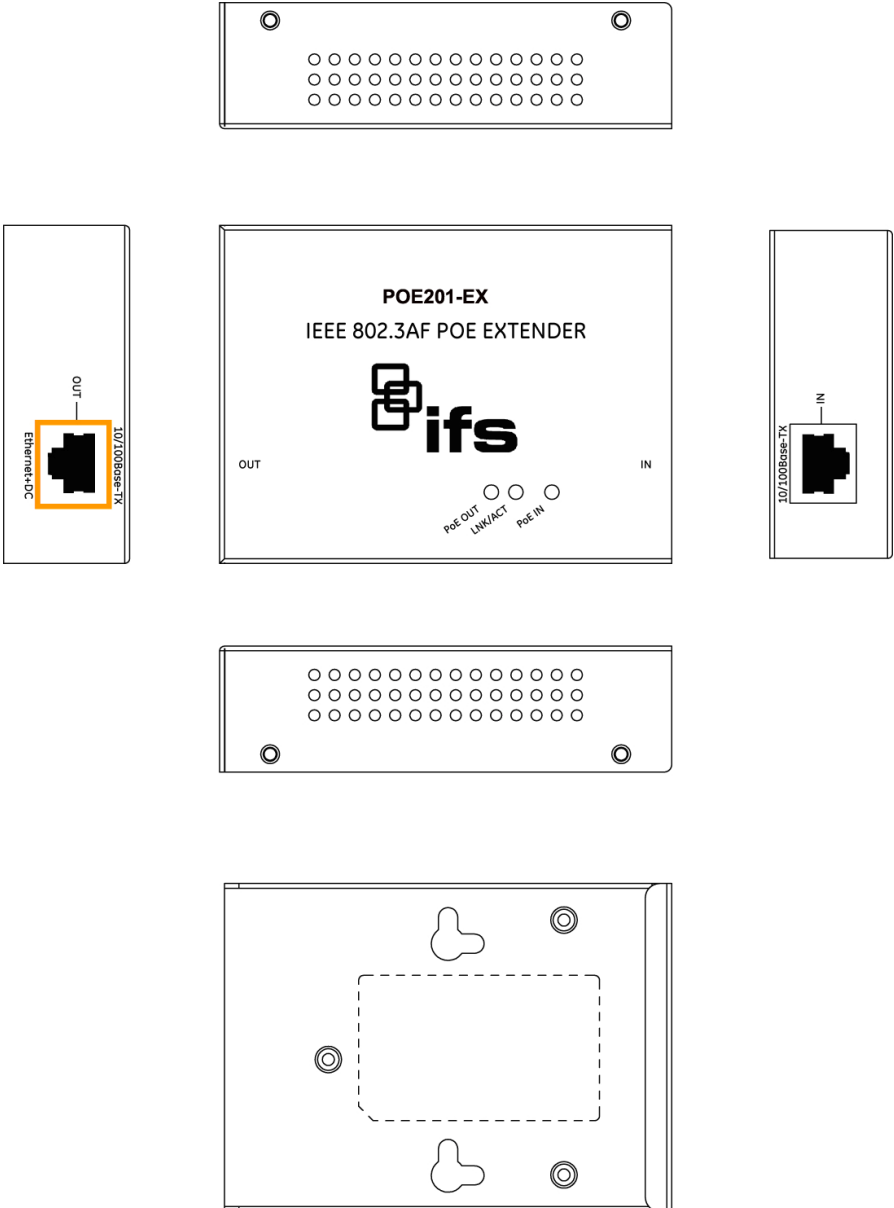 POE201-EX
IEEE 802.3AF POE EXTENDER
ifs
OUT
IN
PoE OUT
LNK/ACT
PoE IN
OUT
10/100Base-TX
Ethernet+DC
IN
10/100Base-TX